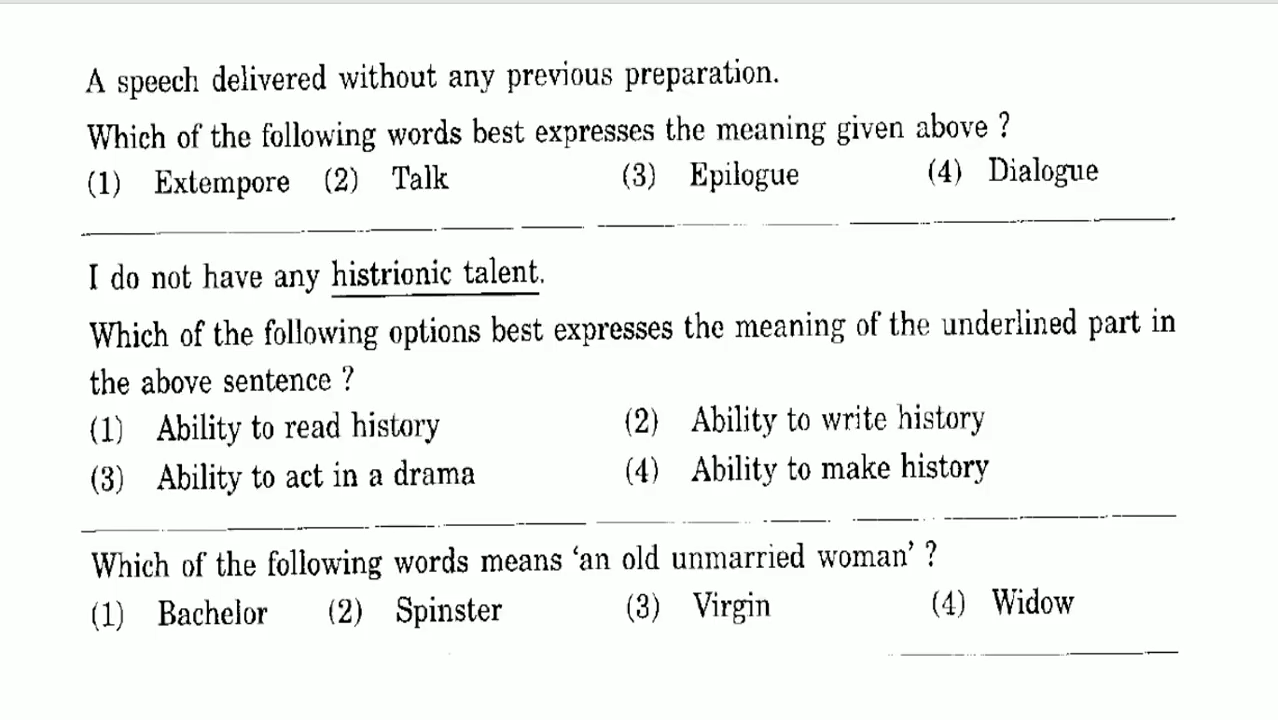 A speech delivered without any previous preparation.
Which of the following words best expresses the meaning given above ?
(1) Extempore (2) Talk (3) Epilogue (4) Dialogue
I do not have any histrionic talent.
Which of the following options best expresses the meaning of the underlined part in
the above sentence ?
(1) Ability to read history (2) Ability to write history
(3) Ability to act in a drama (4) Ability to make history
Which of the following words means ‘an old unmarried woman’ ?
(1) Bachelor (2) Spinster (3) Virgin (4) Widow